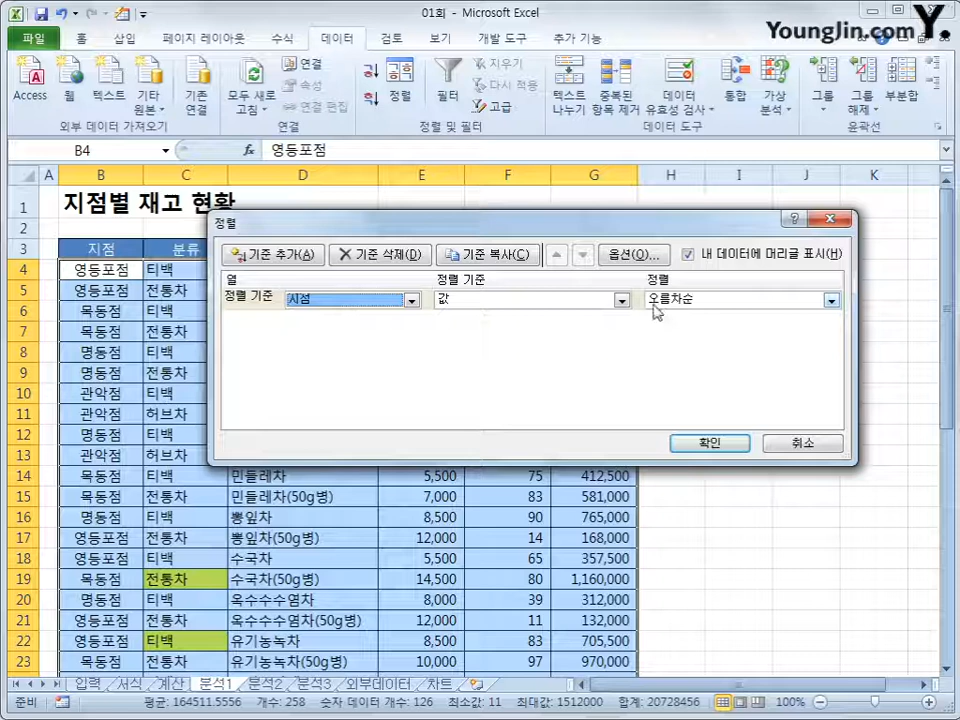 01회 - Microsoft Excel
YoungJin.com Y.
파일 홈 삽입 페이지 레이아웃 수식 데이터 검토 보기 개발 도구 추가 기능
Access 웹 텍스트 기타 원본 기존 연결 모두 새로 고침 연결 속성 연결 편집 정렬 필터 지우기 다시 적용 고급 텍스트 나누기 중복된 항목 제거 데이터 유효성 검사 통합 가상 분석 그룹 그룹 해제 부분합
외부 데이터 가져오기 연결 정렬 및 필터 데이터 도구 윤곽선
B4 fx 영등포점
A B C D E F G H I J K
1 지점별 재고 현황
2
3 지점 분류
4 영등포점 티백
5 영등포점 전통차
6 목동점 티백
7 목동점 전통차
8 명동점 티백
9 명동점 전통차
10 관악점 티백
11 관악점 허브차
12 명동점 티백
13 관악점 허브차
정렬
기준 추가(A) 기준 삭제(D) 기준 복사(C) 옵션(O)... 내 데이터에 머리글 표시(H)
열 정렬 기준 정렬
정렬 기준 지점 값 오름차순
확인 취소
14 목동점 티백 민들레차 5,500 75 412,500
15 목동점 전통차 민들레차(50g병) 7,000 83 581,000
16 명동점 티백 뽕잎차 8,500 90 765,000
17 영등포점 전통차 뽕잎차(50g병) 12,000 14 168,000
18 영등포점 티백 수국차 5,500 65 357,500
19 목동점 전통차 수국차(50g병) 14,500 80 1,160,000
20 명동점 티백 옥수수수염차 8,000 39 312,000
21 영등포점 전통차 옥수수수염차(50g병) 12,000 11 132,000
22 영등포점 티백 유기농녹차 8,500 83 705,500
23 목동점 전통차 유기농녹차(50g병) 10,000 97 970,000
입력 서식 계산 분석1 분석2 분석3 외부데이터 차트
준비 평균: 164511.5556 개수: 258 숫자 데이터 개수: 126 최소값: 11 최대값: 1512000 합계: 20728456 100%